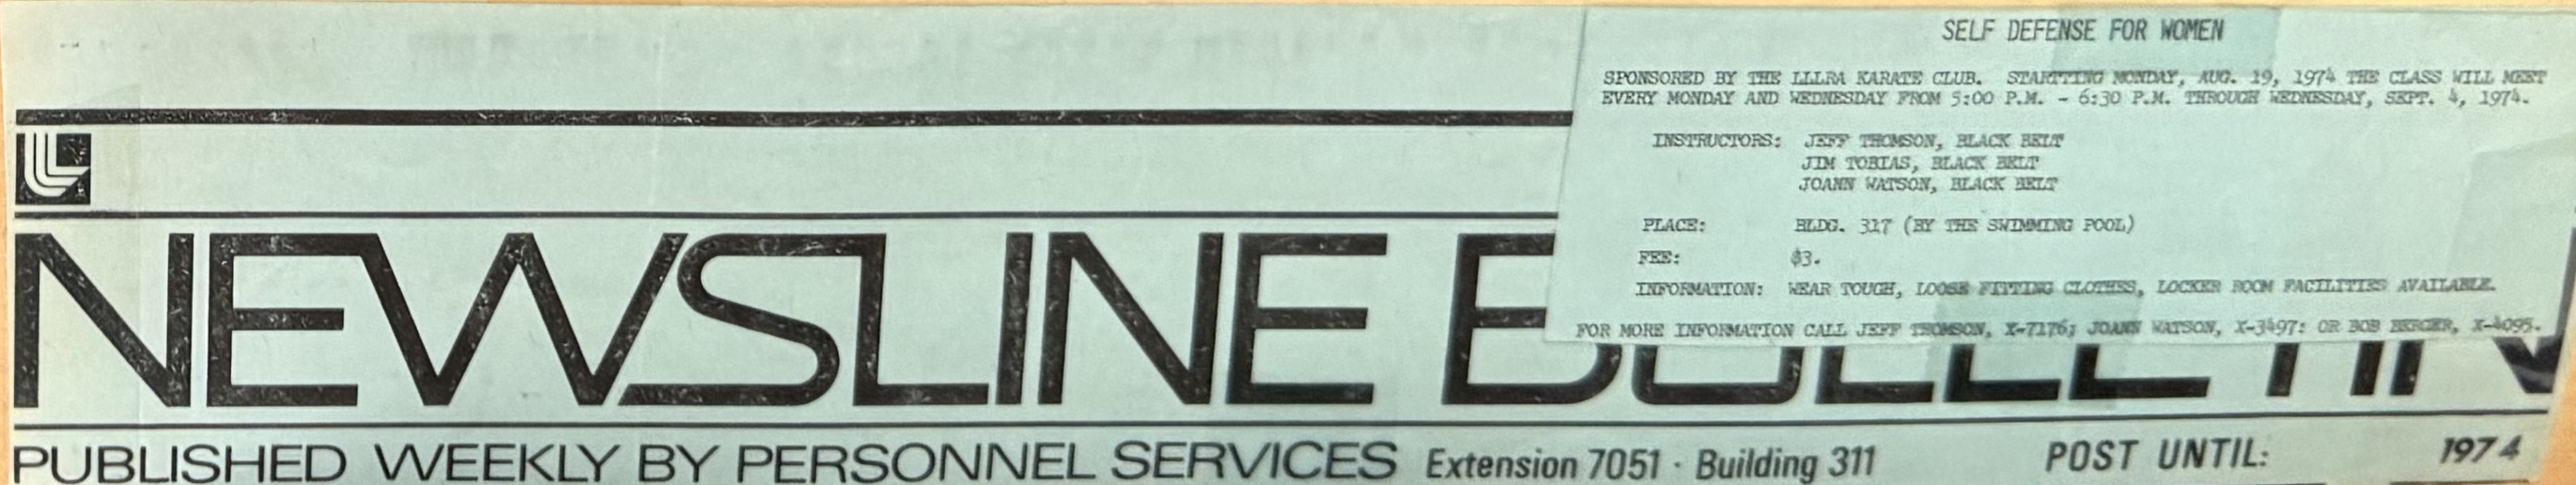 SELF DEFENSE FOR WOMEN
SPONSORED BY THE LLLRA KARATE CLUB. STARTTING MONDAY, AUG. 19, 1974 THE CLASS WILL MEET
EVERY MONDAY AND WEDNESDAY FROM 5:00 P.M. - 6:30 P.M. THROUGH WEDNESDAY, SEPT. 4, 1974.
INSTRUCTORS: JEFF THOMSON, BLACK BELT
JIM TOBIAS, BLACK BELT
JOANN WATSON, BLACK BELT
PLACE: BLDG. 317 (BY THE SWIMMING POOL)
FEE: $3.
INFORMATION: WEAR TOUGH, LOOSE FITTING CLOTHES, LOCKER ROOM FACILITIES AVAILABLE.
FOR MORE INFORMATION CALL JEFF THOMSON, X-7176; JOANN WATSON, X-3497: OR BOB BERGER, X-4095.
NEWSLINE BULLETIN
PUBLISHED WEEKLY BY PERSONNEL SERVICES Extension 7051 · Building 311 POST UNTIL: 1974